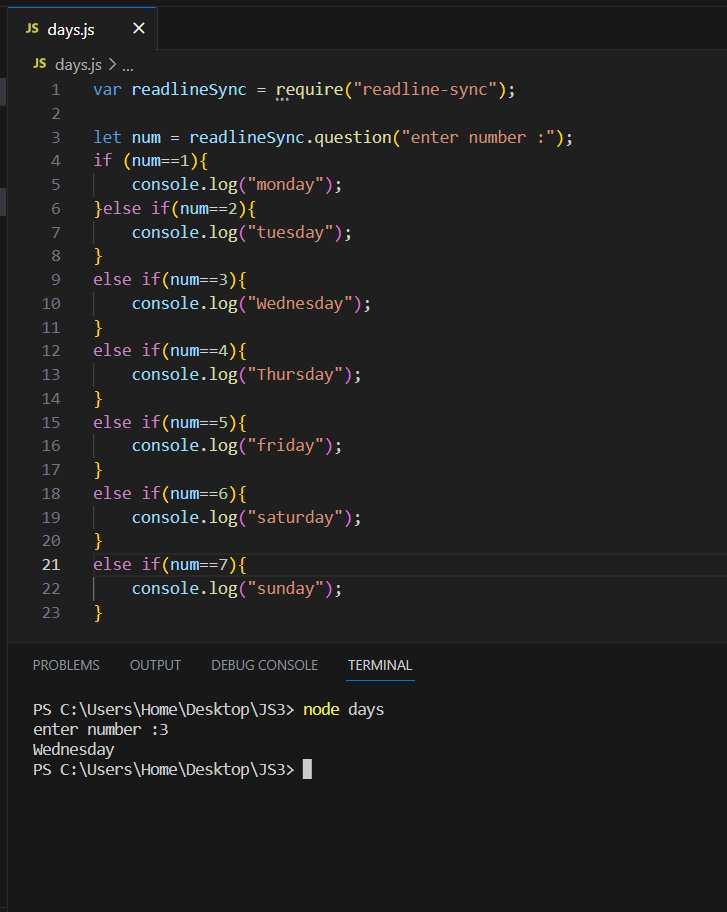 JS days.js ×
JS days.js > ...
1 var readlineSync = require("readline-sync");
2
3 let num = readlineSync.question("enter number :");
4 if (num==1){
5     console.log("monday");
6 }else if(num==2){
7     console.log("tuesday");
8 }
9 else if(num==3){
10     console.log("Wednesday");
11 }
12 else if(num==4){
13     console.log("Thursday");
14 }
15 else if(num==5){
16     console.log("friday");
17 }
18 else if(num==6){
19     console.log("saturday");
20 }
21 else if(num==7){
22     console.log("sunday");
23 }
PROBLEMS OUTPUT DEBUG CONSOLE TERMINAL
PS C:\Users\Home\Desktop\JS3> node days
enter number :3
Wednesday
PS C:\Users\Home\Desktop\JS3>